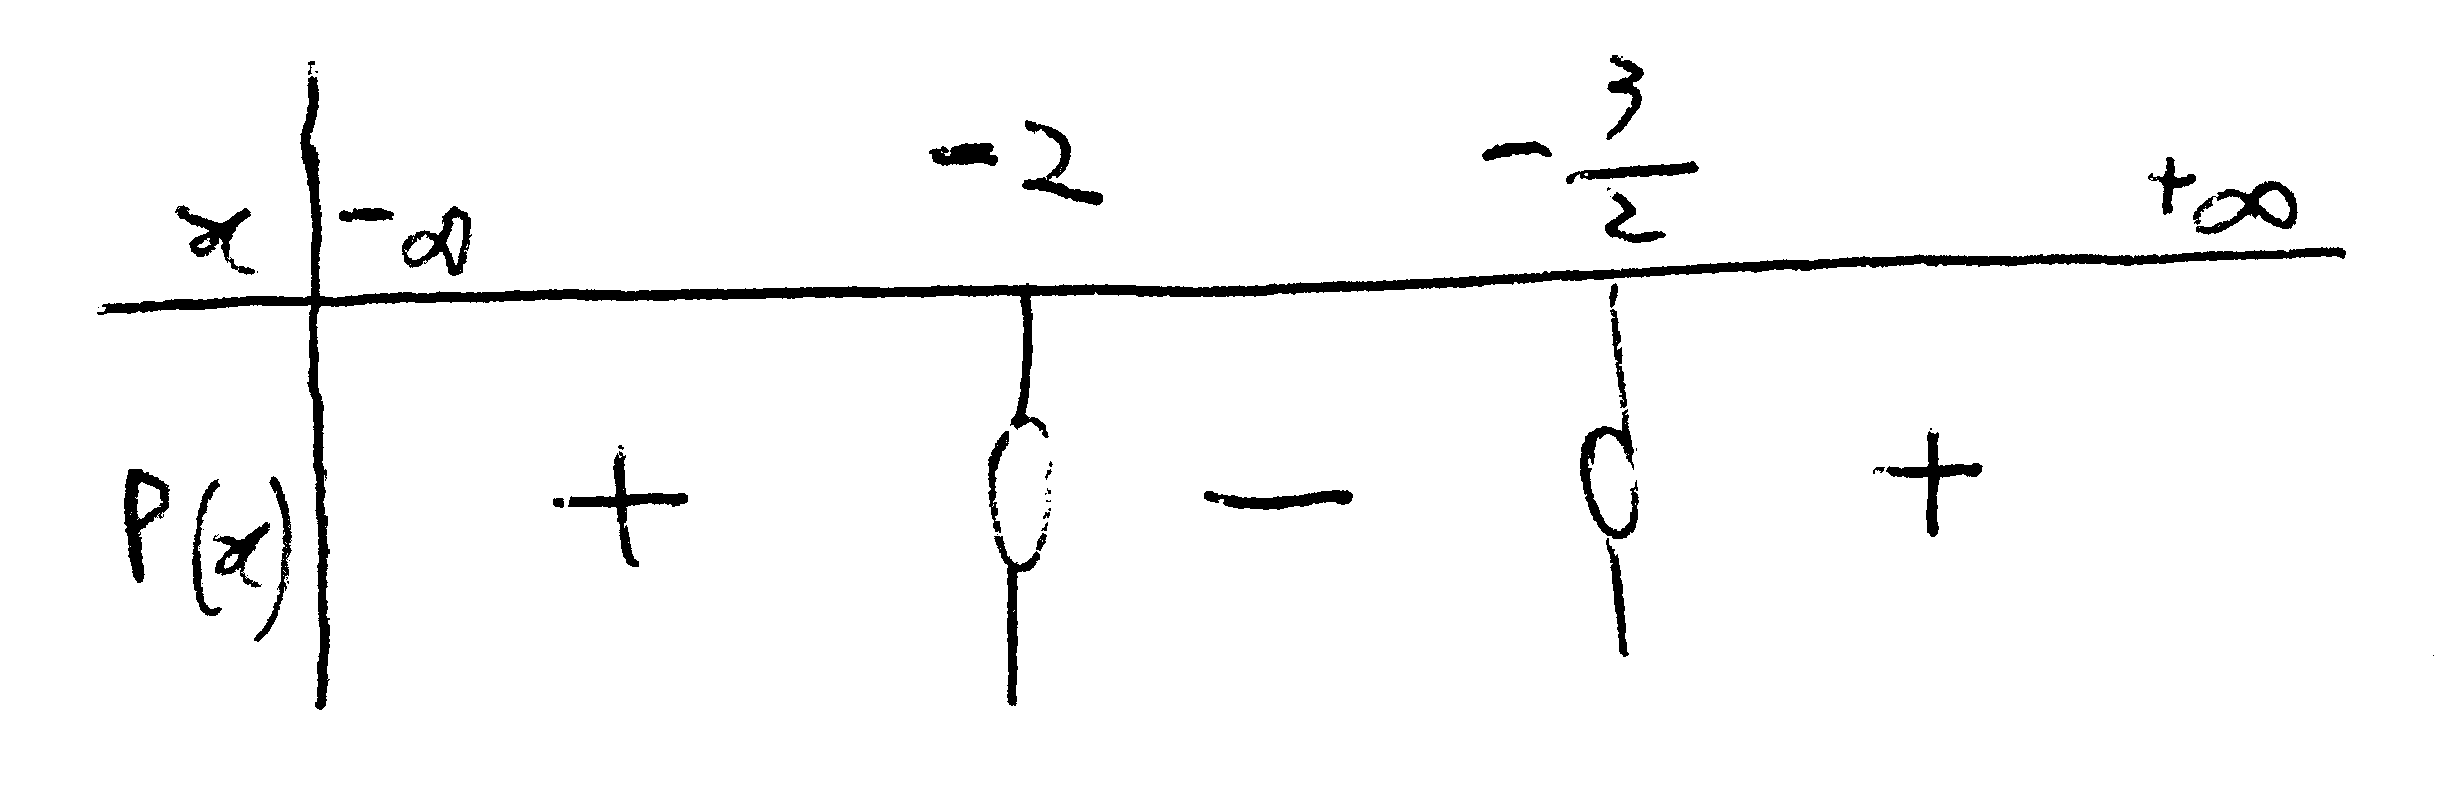 x -∞ -2 -3/2 +∞
P(x) + 0 - 0 +